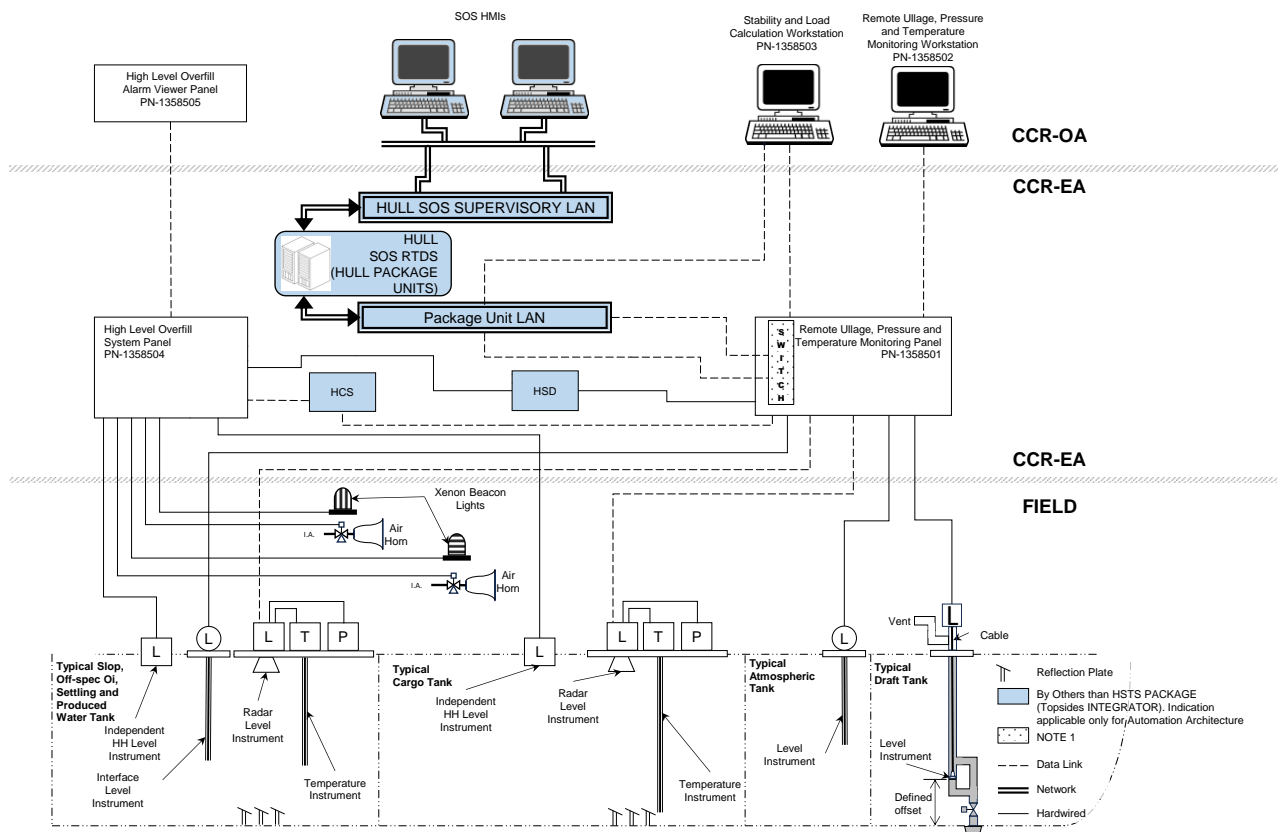 SOS HMIs
Stability and Load
Calculation Workstation
PN-1358503
Remote Ullage, Pressure
and Temperature
Monitoring Workstation
PN-1358502
High Level Overfill
Alarm Viewer Panel
PN-1358505
CCR-OA
CCR-EA
HULL SOS SUPERVISORY LAN
HULL
SOS RTDS
(HULL PACKAGE
UNITS)
Package Unit LAN
High Level Overfill
System Panel
PN-1358504
S
W
I
T
C
H
Remote Ullage, Pressure and
Temperature Monitoring Panel
PN-1358501
HCS
HSD
CCR-EA
FIELD
Xenon Beacon
Lights
I.A.
Air
Horn
I.A.
Air
Horn
L
L
L
T
P
L
L
T
P
L
L
Vent
Cable
Typical Slop,
Off-spec Oi,
Settling and
Produced
Water Tank
Independent
HH Level
Instrument
Interface
Level
Instrument
Radar
Level
Instrument
Temperature
Instrument
Typical
Cargo Tank
Independent
HH Level
Instrument
Radar
Level
Instrument
Temperature
Instrument
Typical
Atmospheric
Tank
Level
Instrument
Typical
Draft Tank
Level
Instrument
Defined
offset
Reflection Plate
By Others than HSTS PACKAGE
(Topsides INTEGRATOR). Indication
applicable only for Automation Architecture
NOTE 1
Data Link
Network
Hardwired